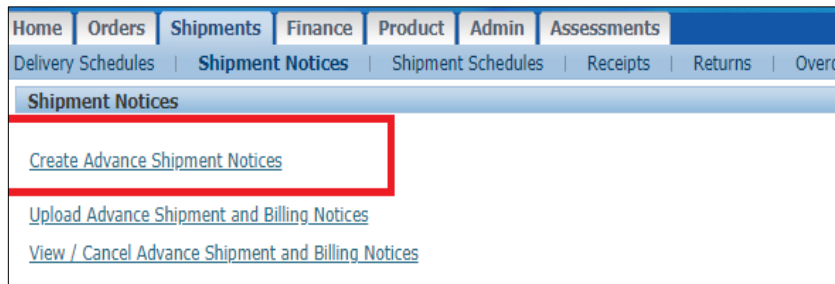 Home Orders Shipments Finance Product Admin Assessments
Delivery Schedules | Shipment Notices | Shipment Schedules | Receipts | Returns | Over
Shipment Notices
Create Advance Shipment Notices
Upload Advance Shipment and Billing Notices
View / Cancel Advance Shipment and Billing Notices